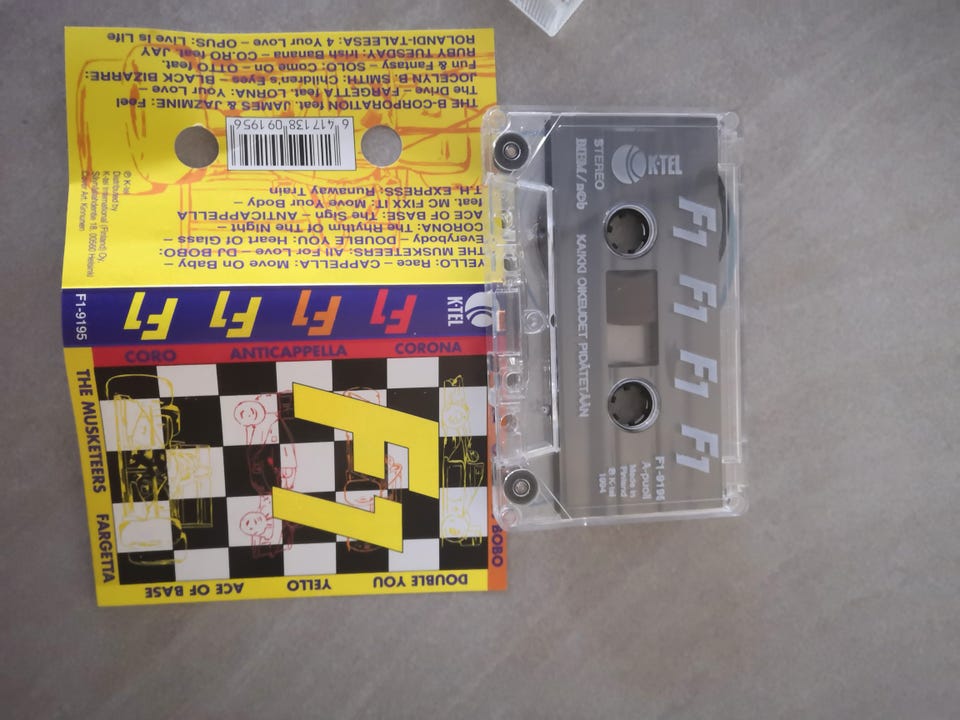 YELLO: Race – CAPPELLA: Move On Baby –
THE MUSKETEERS: All For Love – DJ BOBO:
Everybody – DOUBLE YOU: Heart Of Glass –
CORONA: The Rhythm Of The Night –
ACE OF BASE: The Sign – ANTICAPPELLA
feat. MC FIXX IT: Move Your Body –
T.H. EXPRESS: Runaway Train
6 417138 091956
THE B-CORPORATION feat. JAMES & JAZMINE: Feel
The Drive – FARGETTA feat. LORNA: Your Love –
JOCELYN B SMITH: Children's Eyes – BLACK BIZARRE:
Fun & Fantasy – SOLO: Come On – OTTO feat.
RUBY TUESDAY: Irish Banana – CO.RO feat. JAY
ROLANDI-TALEESA: 4 Your Love – OPUS: Live Is Life
℗ K-tel
Distributed by
K-tel International (Finland) Oy,
00560 Helsinki
Cover Art:
F1-9195
F1 F1 F1 F1
K-TEL
CORO ANTICAPPELLA CORONA
THE MUSKETEERS FARGETTA
F1
BOBO
DOUBLE YOU YELLO ACE OF BASE
K-TEL
STEREO
BIEM / nCb
KAIKKI OIKEUDET PIDÄTETÄÄN
F1 F1 F1 F1
F1-9195
A-puoli
Made in
Finland
℗ K-tel
1994